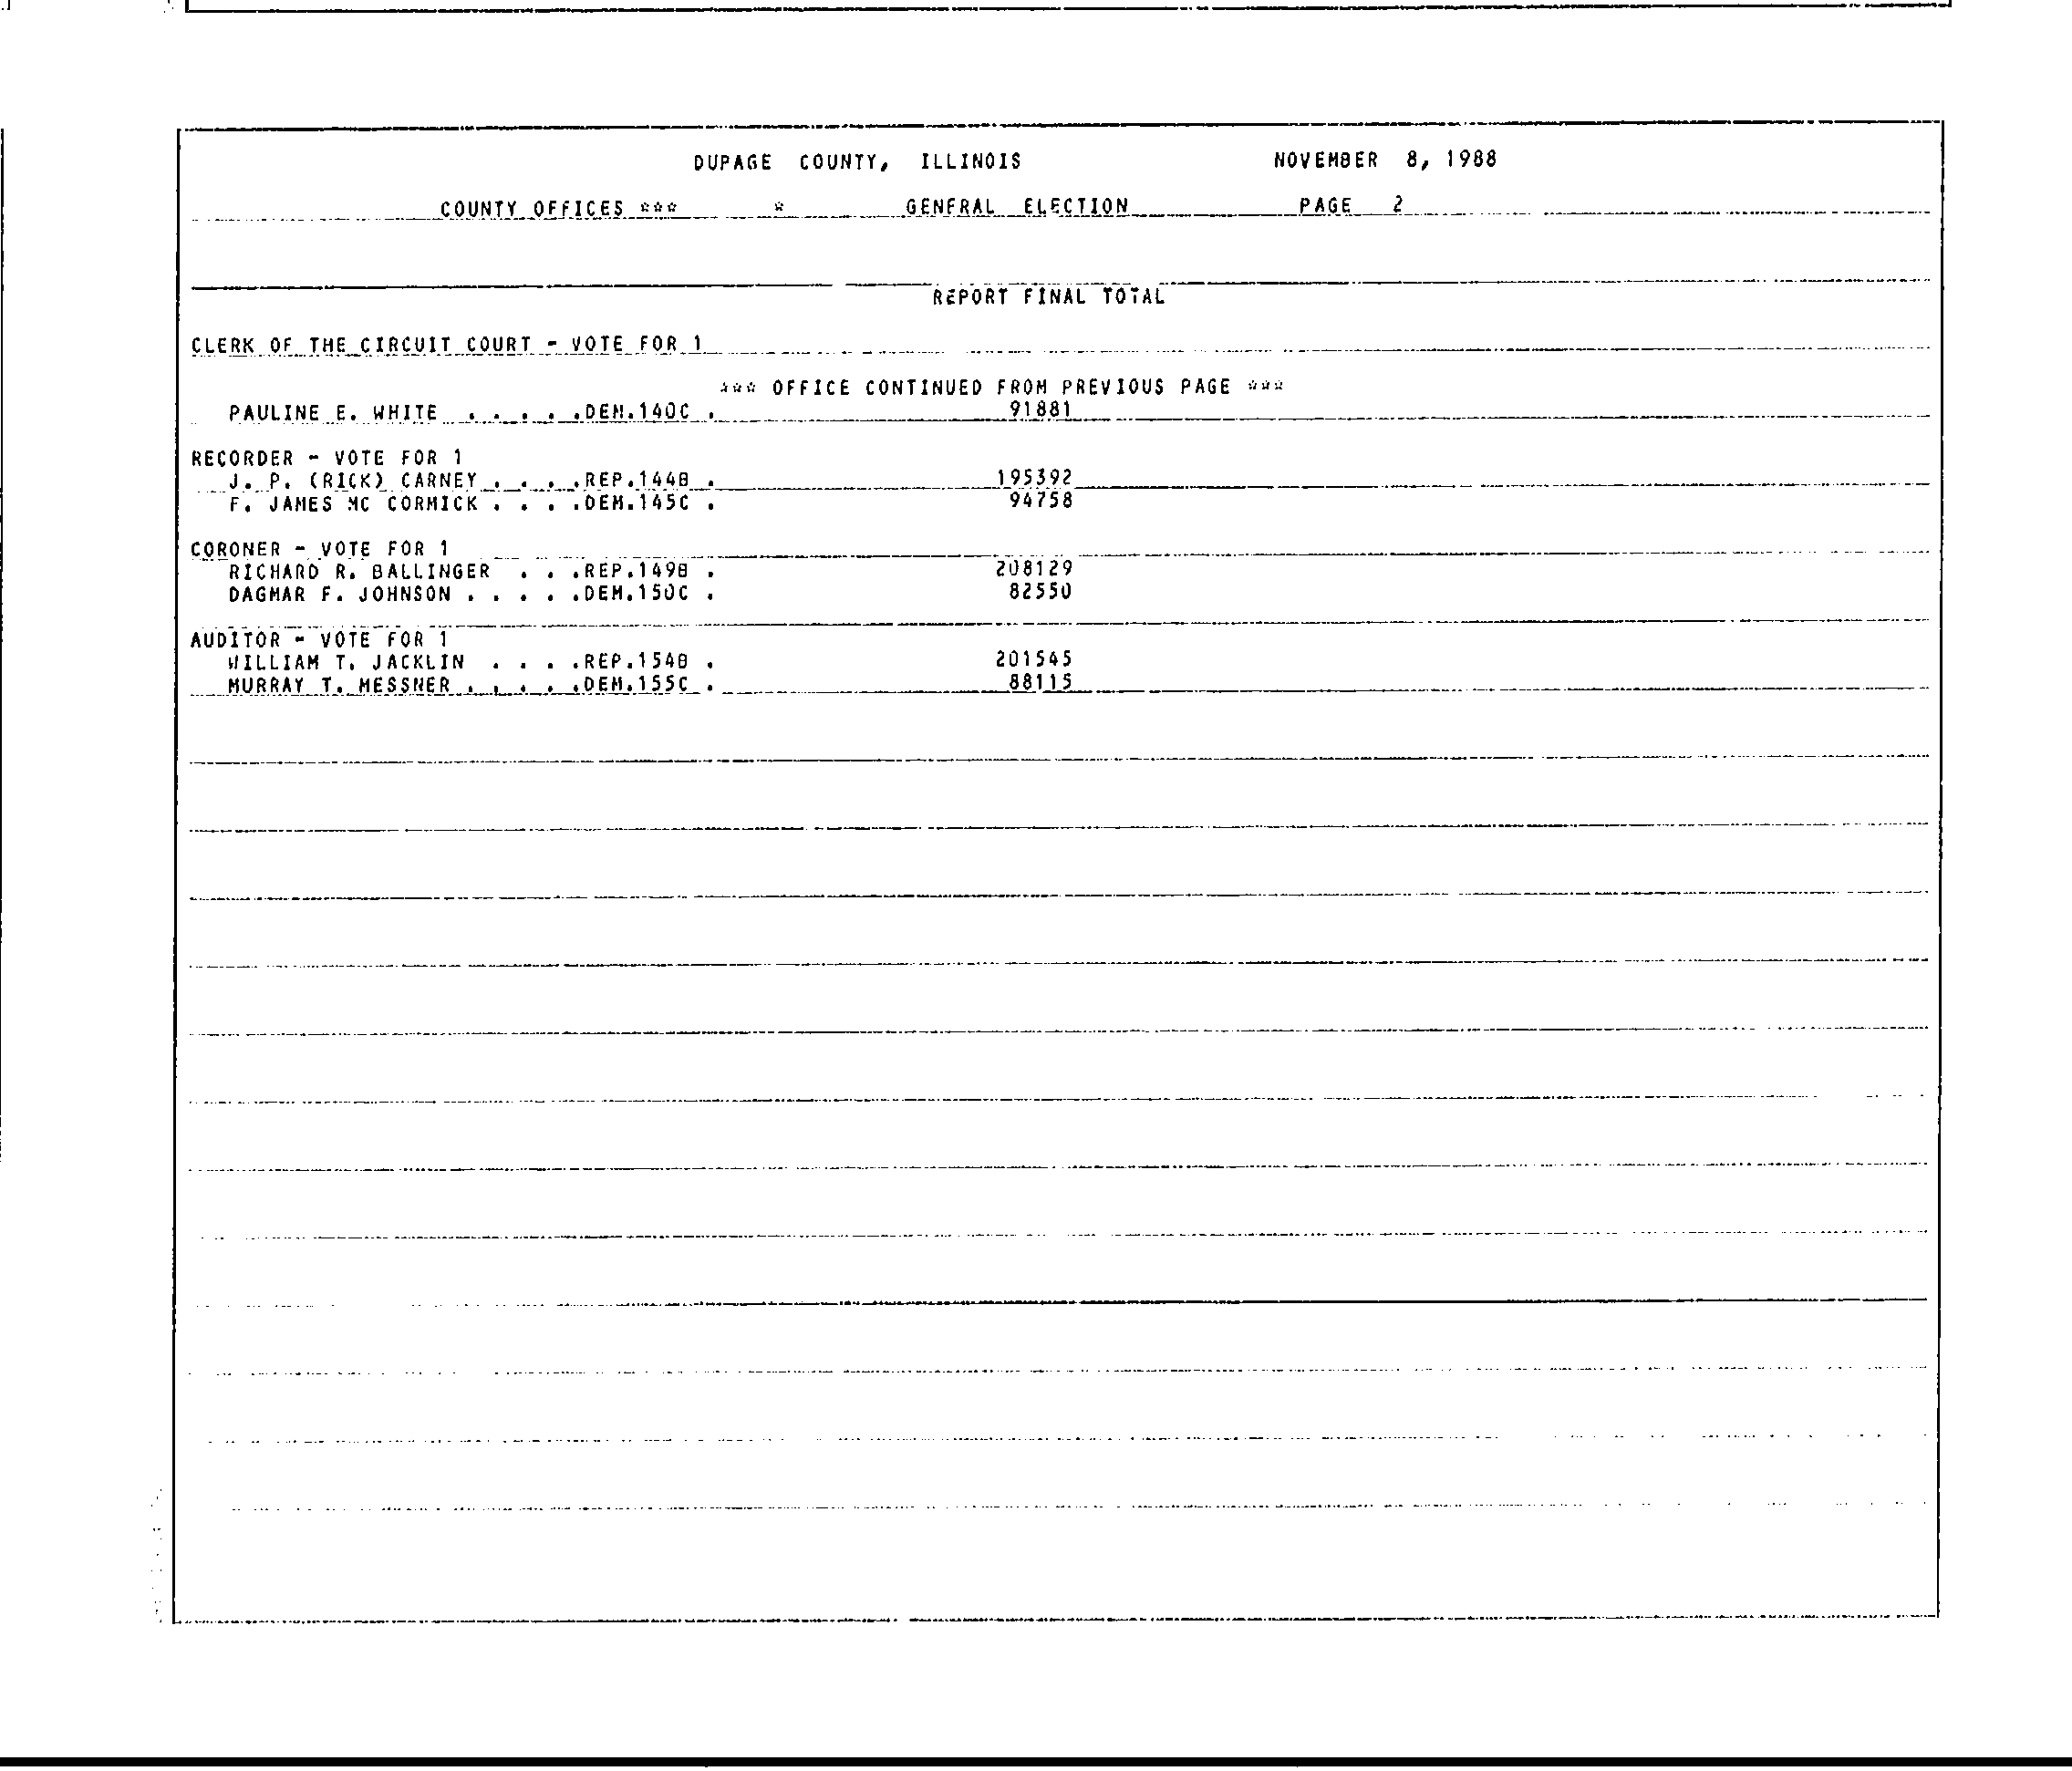 DUPAGE COUNTY, ILLINOIS NOVEMBER 8, 1988
COUNTY OFFICES *** * GENERAL ELECTION PAGE 2
REPORT FINAL TOTAL
CLERK OF THE CIRCUIT COURT - VOTE FOR 1
*** OFFICE CONTINUED FROM PREVIOUS PAGE ***
PAULINE E. WHITE . . . . .DEM.140C . 91881
RECORDER - VOTE FOR 1
J. P. (RICK) CARNEY . . . .REP.144B . 195392
F. JAMES MC CORMICK . . . .DEM.145C . 94758
CORONER - VOTE FOR 1
RICHARD R. BALLINGER . . .REP.149B . 208129
DAGMAR F. JOHNSON . . . . .DEM.150C . 82550
AUDITOR - VOTE FOR 1
WILLIAM T. JACKLIN . . . .REP.154B . 201545
MURRAY T. MESSNER . . . . .DEM.155C . 88115